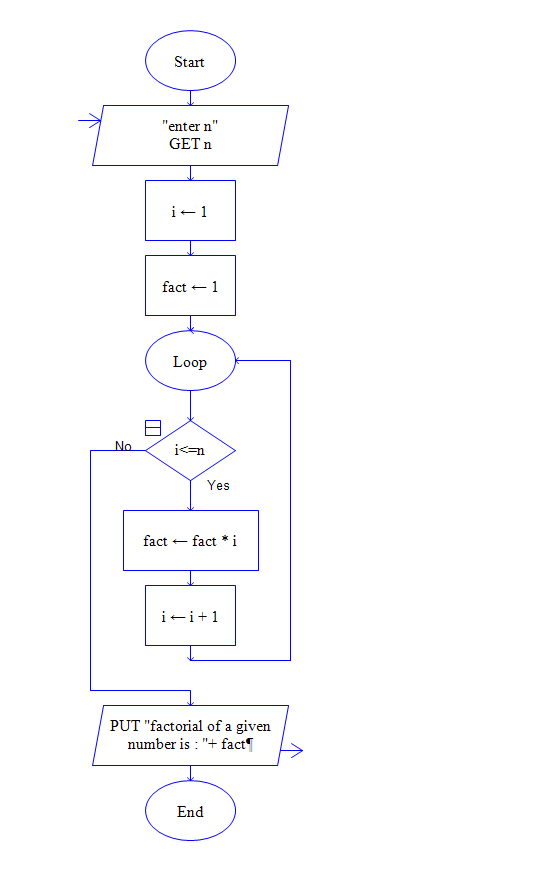 Start
"enter n"
GET n
i ← 1
fact ← 1
Loop
No
i<=n
Yes
fact ← fact * i
i ← i + 1
PUT "factorial of a given
number is : "+ fact¶
End